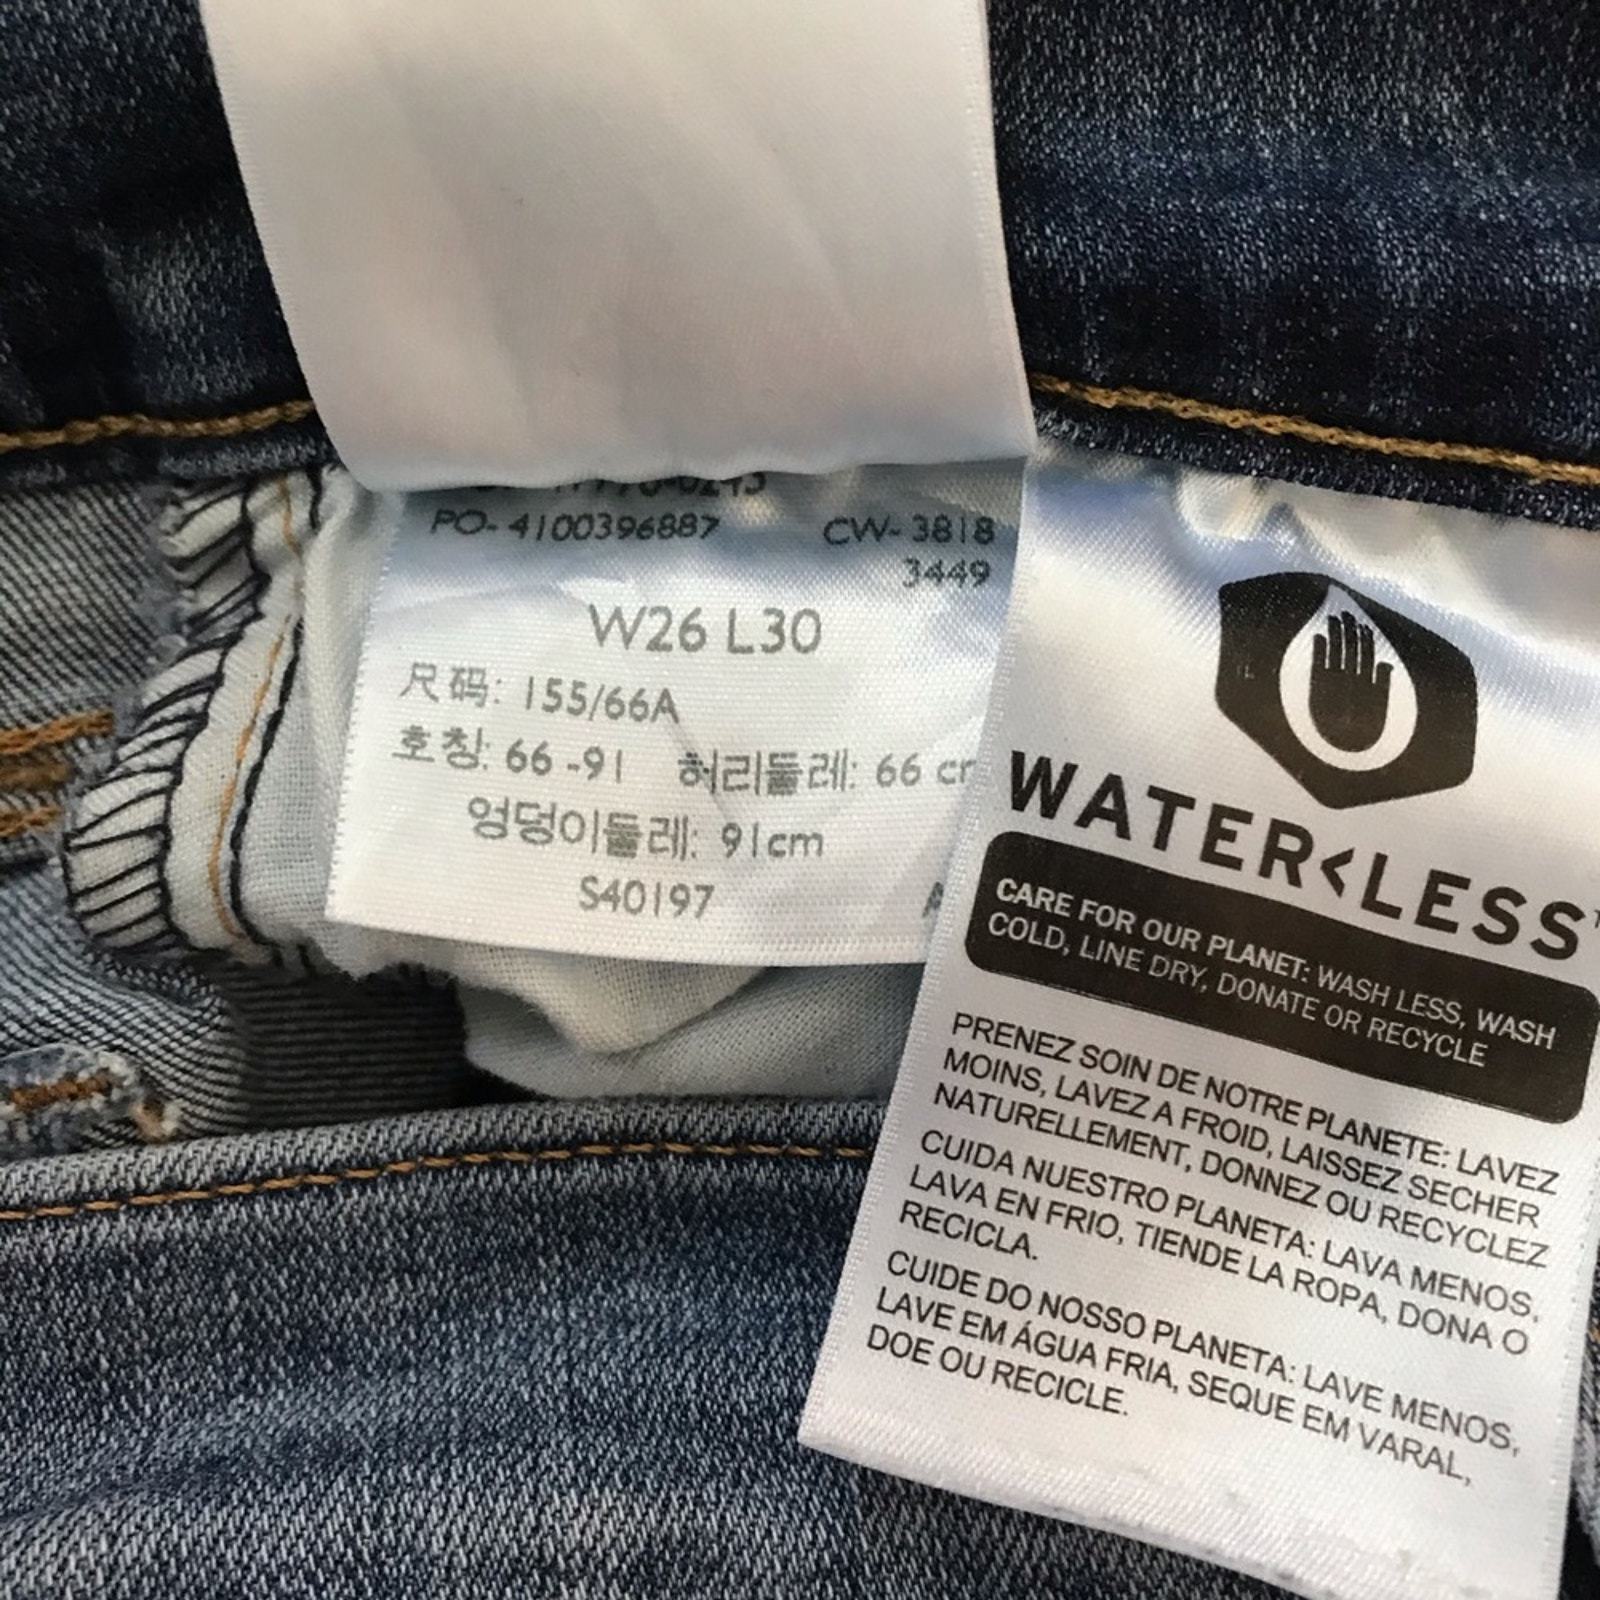 PO- 4100396887 CW- 3818
3449
W26 L30
尺码: 155/66A
호칭: 66 -91 허리둘레: 66 cm
엉덩이둘레: 91cm
S40197
WATER<LESS™
CARE FOR OUR PLANET: WASH LESS, WASH
COLD, LINE DRY, DONATE OR RECYCLE
PRENEZ SOIN DE NOTRE PLANETE: LAVEZ
MOINS, LAVEZ A FROID, LAISSEZ SECHER
NATURELLEMENT, DONNEZ OU RECYCLEZ
CUIDA NUESTRO PLANETA: LAVA MENOS,
LAVA EN FRIO, TIENDE LA ROPA, DONA O
RECICLA.
CUIDE DO NOSSO PLANETA: LAVE MENOS,
LAVE EM ÁGUA FRIA, SEQUE EM VARAL,
DOE OU RECICLE.